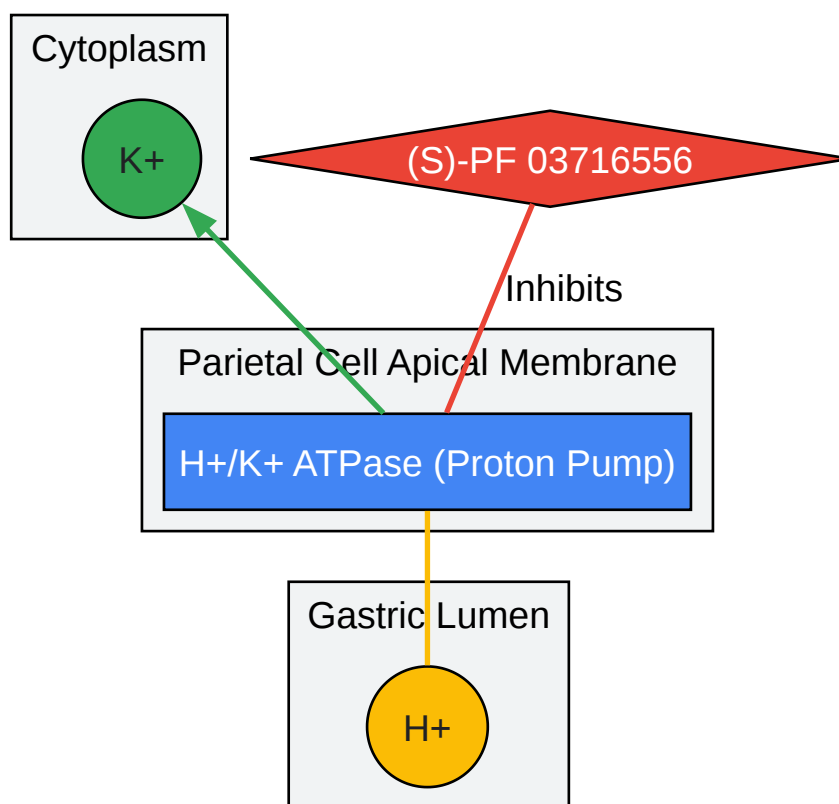 Cytoplasm
K+
(S)-PF 03716556
Inhibits
Parietal Cell Apical Membrane
H+/K+ ATPase (Proton Pump)
Gastric Lumen
H+